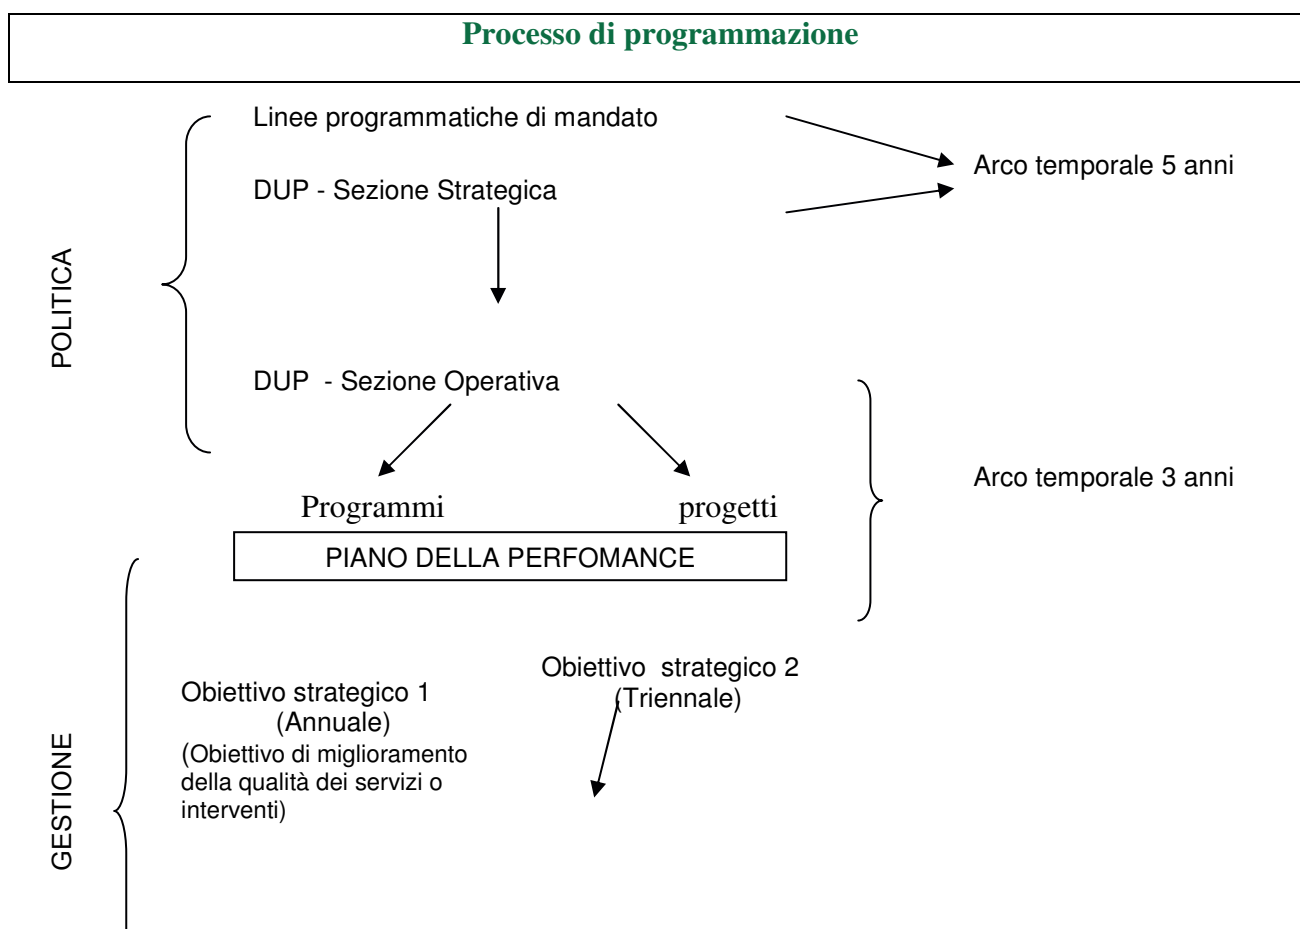 Processo di programmazione
Linee programmatiche di mandato
Arco temporale 5 anni
DUP - Sezione Strategica
POLITICA
DUP - Sezione Operativa
Arco temporale 3 anni
Programmi
progetti
PIANO DELLA PERFOMANCE
Obiettivo strategico 2
(Triennale)
Obiettivo strategico 1
(Annuale)
(Obiettivo di miglioramento
della qualità dei servizi o
interventi)
GESTIONE